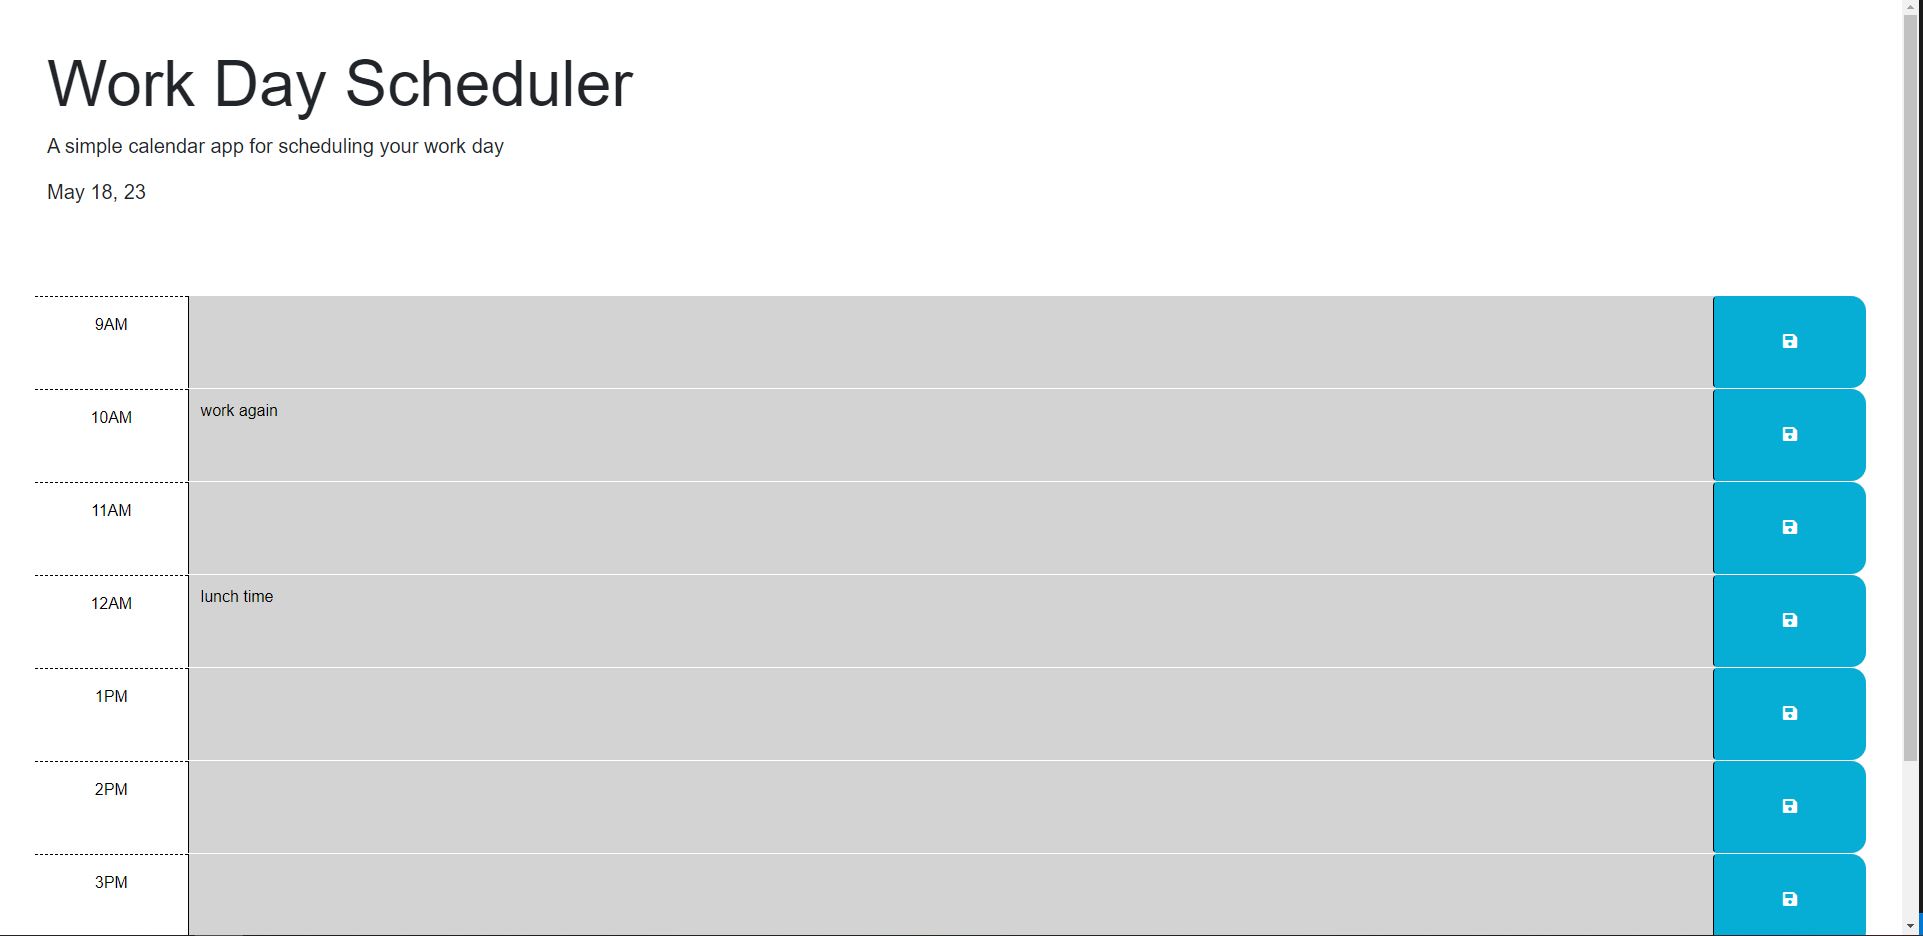 Work Day Scheduler
A simple calendar app for scheduling your work day
May 18, 23
9AM
10AM
work again
11AM
12AM
lunch time
1PM
2PM
3PM